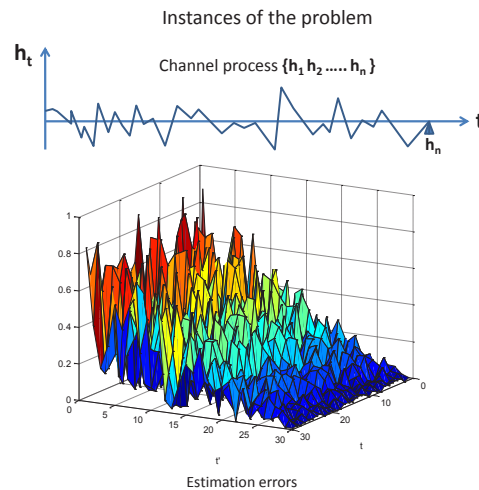 Instances of the problem
h_t
Channel process {h_1 h_2 ..... h_n }
t
h_n
1
0.8
0.6
0.4
0.2
0
0
5
10
15
20
25
30
30
20
10
0
t'
t
Estimation errors